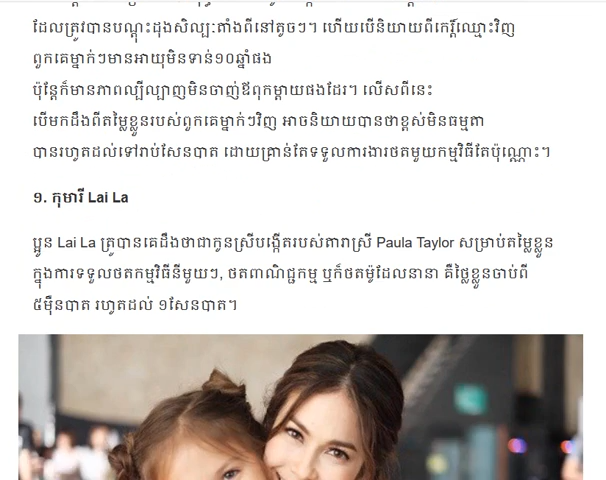 ដែលត្រូវបានបណ្តុះដុងសិល្បៈតាំងពីនៅតូចៗ។ ហើយបើនិយាយពីកេរ្តិ៍ឈ្មោះវិញ
ពួកគេម្នាក់ៗមានអាយុមិនទាន់១០ឆ្នាំផង
ប៉ុន្តែក៏មានភាពល្បីល្បាញមិនចាញ់ឪពុកម្តាយផងដែរ។ លើសពីនេះ
បើមកដឹងពីតម្លៃខ្លួនរបស់ពួកគេម្នាក់ៗវិញ អាចនិយាយបានថាខ្ពស់មិនធម្មតា
បានរហូតដល់ទៅរាប់សែនបាត ដោយគ្រាន់តែទទួលការងារថតមួយកម្មវិធីតែប៉ុណ្ណោះ។
១. កុមារី Lai La
ប្អូន Lai La ត្រូបានគេដឹងថាជាកូនស្រីបង្កើតរបស់តារាស្រី Paula Taylor សម្រាប់តម្លៃខ្លួន
ក្នុងការទទួលថតកម្មវិធីនីមួយៗ, ថតពាណិជ្ជកម្ម ឬក៏ថតម៉ូដែលនានា គឺថ្លៃខ្លួនចាប់ពី
៥ម៉ឺនបាត រហូតដល់ ១សែនបាត។